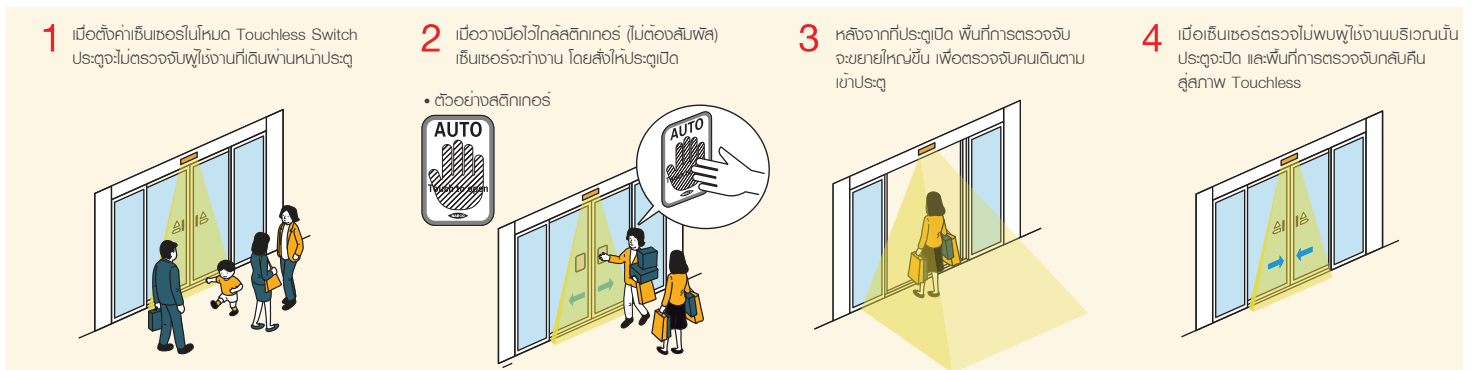 1 เมื่อตั้งค่าเซ็นเซอร์ในโหมด Touchless Switch
ประตูจะไม่ตรวจจับผู้ใช้งานที่เดินผ่านหน้าประตู
2 เมื่อวางมือไว้ใกล้สติกเกอร์ (ไม่ต้องสัมผัส)
เซ็นเซอร์จะทำงาน โดยสั่งให้ประตูเปิด
• ตัวอย่างสติกเกอร์
AUTO
Touch to open
AUTO
3 หลังจากที่ประตูเปิด พื้นที่การตรวจจับ
จะขยายใหญ่ขึ้น เพื่อตรวจจับคนเดินตาม
เข้าประตู
4 เมื่อเซ็นเซอร์ตรวจไม่พบผู้ใช้งานบริเวณนั้น
ประตูจะปิด และพื้นที่การตรวจจับกลับคืน
สู่สภาพ Touchless